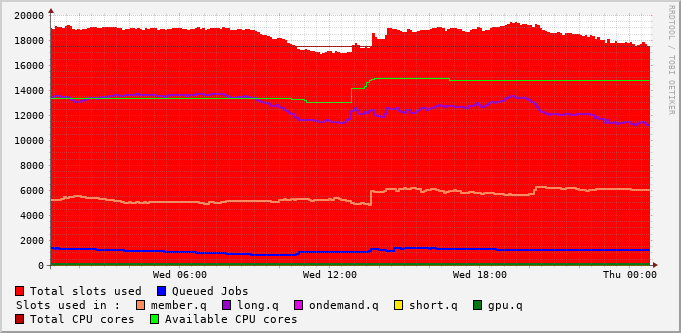 20000
18000
16000
14000
12000
10000
8000
6000
4000
2000
0
Wed 06:00 Wed 12:00 Wed 18:00 Thu 00:00
RRDTOOL / TOBI OETIKER
Total slots used Queued Jobs
Slots used in : member.q long.q ondemand.q short.q gpu.q
Total CPU cores Available CPU cores